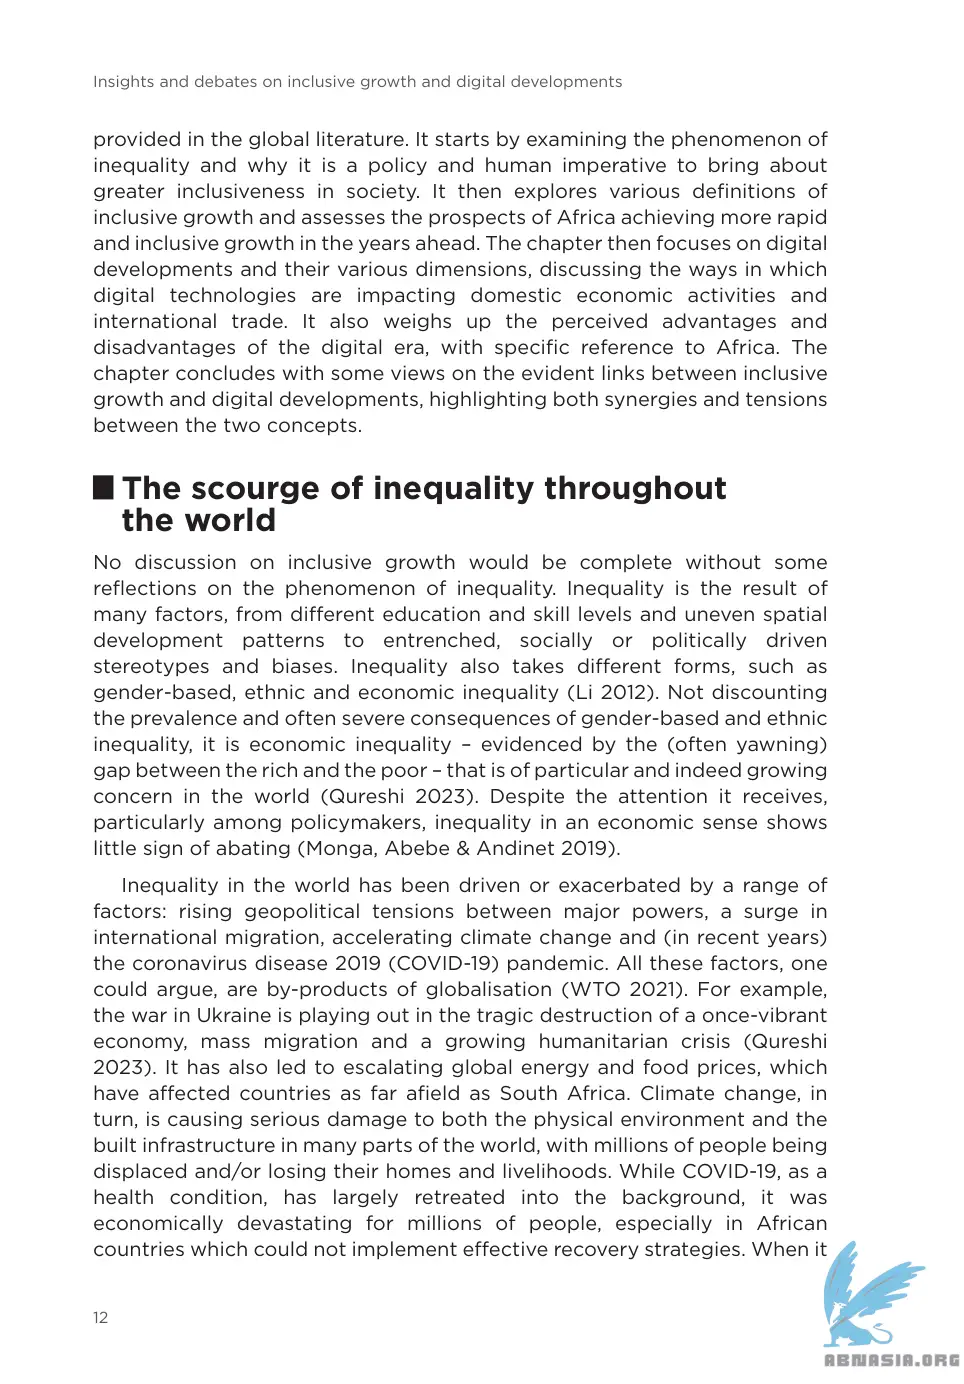 Insights and debates on inclusive growth and digital developments
provided in the global literature. It starts by examining the phenomenon of
inequality and why it is a policy and human imperative to bring about
greater inclusiveness in society. It then explores various definitions of
inclusive growth and assesses the prospects of Africa achieving more rapid
and inclusive growth in the years ahead. The chapter then focuses on digital
developments and their various dimensions, discussing the ways in which
digital technologies are impacting domestic economic activities and
international trade. It also weighs up the perceived advantages and
disadvantages of the digital era, with specific reference to Africa. The
chapter concludes with some views on the evident links between inclusive
growth and digital developments, highlighting both synergies and tensions
between the two concepts.
The scourge of inequality throughout
the world
No discussion on inclusive growth would be complete without some
reflections on the phenomenon of inequality. Inequality is the result of
many factors, from different education and skill levels and uneven spatial
development patterns to entrenched, socially or politically driven
stereotypes and biases. Inequality also takes different forms, such as
gender-based, ethnic and economic inequality (Li 2012). Not discounting
the prevalence and often severe consequences of gender-based and ethnic
inequality, it is economic inequality – evidenced by the (often yawning)
gap between the rich and the poor – that is of particular and indeed growing
concern in the world (Qureshi 2023). Despite the attention it receives,
particularly among policymakers, inequality in an economic sense shows
little sign of abating (Monga, Abebe & Andinet 2019).
Inequality in the world has been driven or exacerbated by a range of
factors: rising geopolitical tensions between major powers, a surge in
international migration, accelerating climate change and (in recent years)
the coronavirus disease 2019 (COVID-19) pandemic. All these factors, one
could argue, are by-products of globalisation (WTO 2021). For example,
the war in Ukraine is playing out in the tragic destruction of a once-vibrant
economy, mass migration and a growing humanitarian crisis (Qureshi
2023). It has also led to escalating global energy and food prices, which
have affected countries as far afield as South Africa. Climate change, in
turn, is causing serious damage to both the physical environment and the
built infrastructure in many parts of the world, with millions of people being
displaced and/or losing their homes and livelihoods. While COVID-19, as a
health condition, has largely retreated into the background, it was
economically devastating for millions of people, especially in African
countries which could not implement effective recovery strategies. When it
12
ABNASIA.ORG